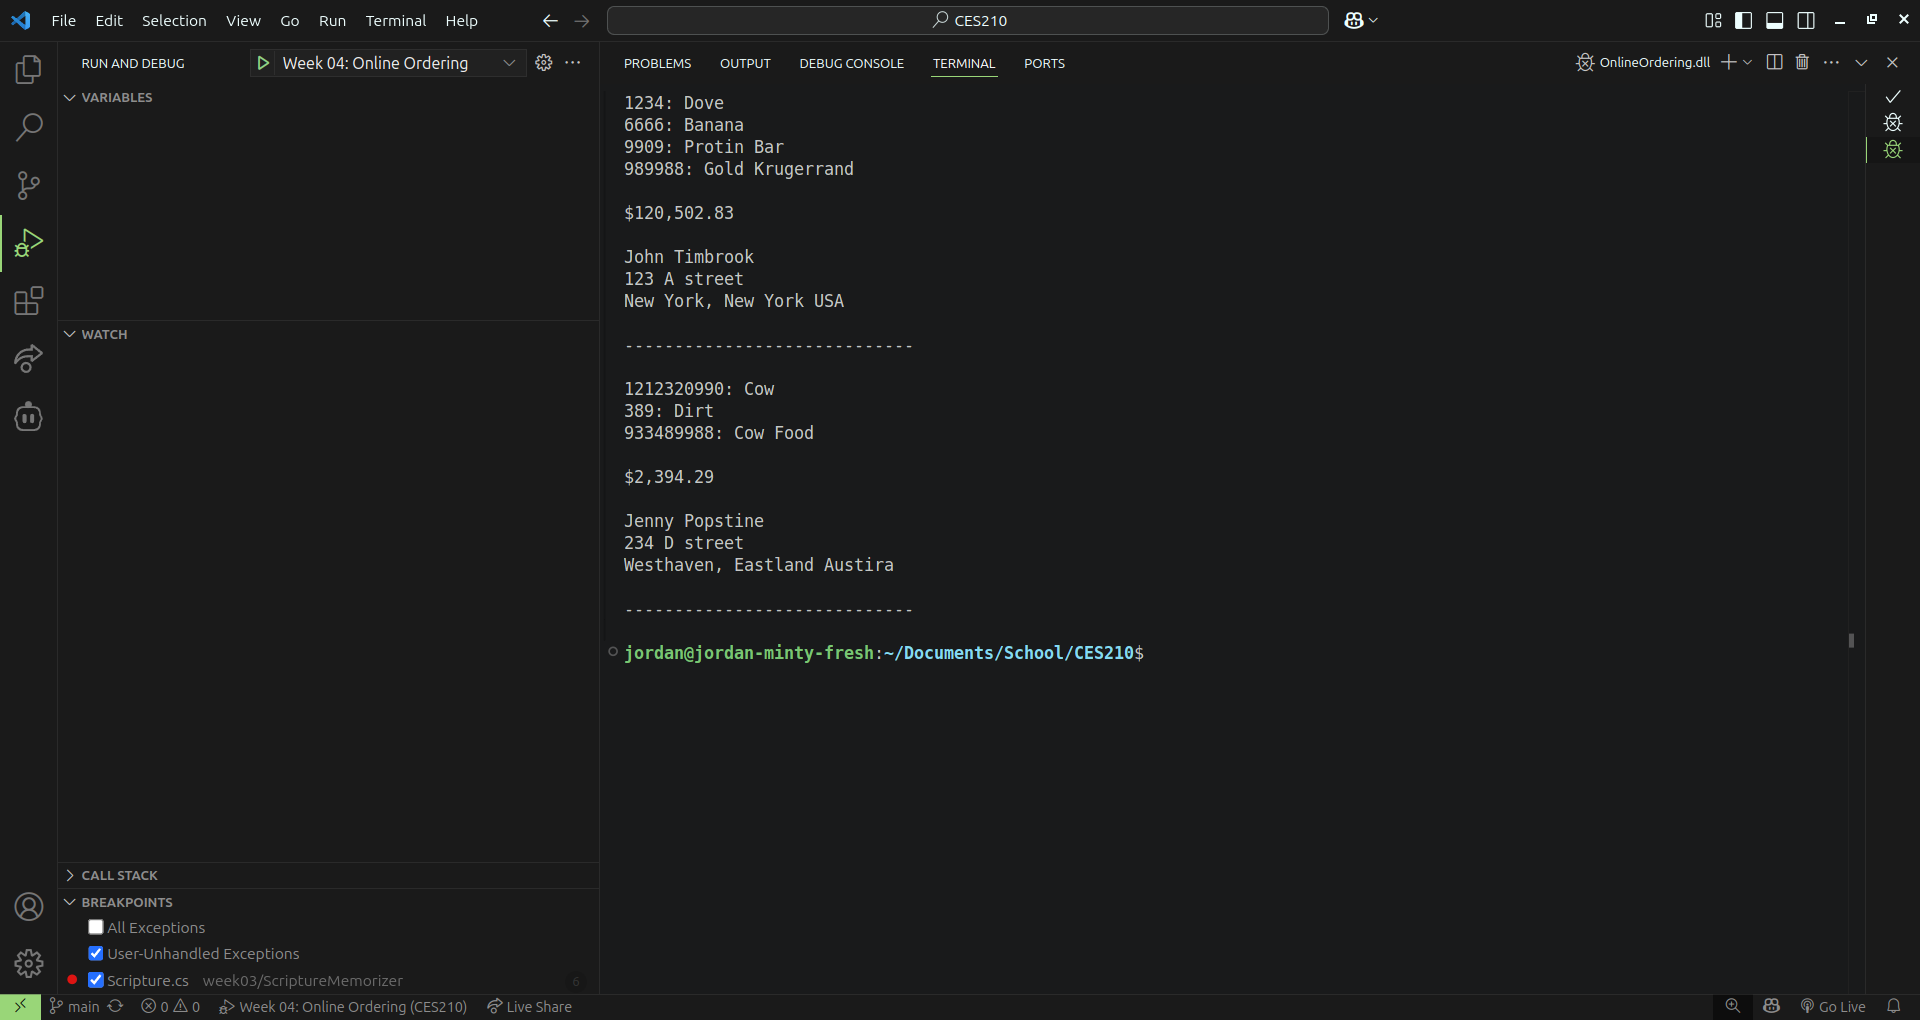 File Edit Selection View Go Run Terminal Help
CES210
RUN AND DEBUG
Week 04: Online Ordering
VARIABLES
WATCH
CALL STACK
BREAKPOINTS
All Exceptions
User-Unhandled Exceptions
Scripture.cs week03/ScriptureMemorizer 6
PROBLEMS OUTPUT DEBUG CONSOLE TERMINAL PORTS
OnlineOrdering.dll
1234: Dove
6666: Banana
9909: Protin Bar
989988: Gold Krugerrand
$120,502.83
John Timbrook
123 A street
New York, New York USA
-----------------------------
1212320990: Cow
389: Dirt
933489988: Cow Food
$2,394.29
Jenny Popstine
234 D street
Westhaven, Eastland Austira
-----------------------------
jordan@jordan-minty-fresh:~/Documents/School/CES210$
main 0 0 Week 04: Online Ordering (CES210) Live Share
Go Live